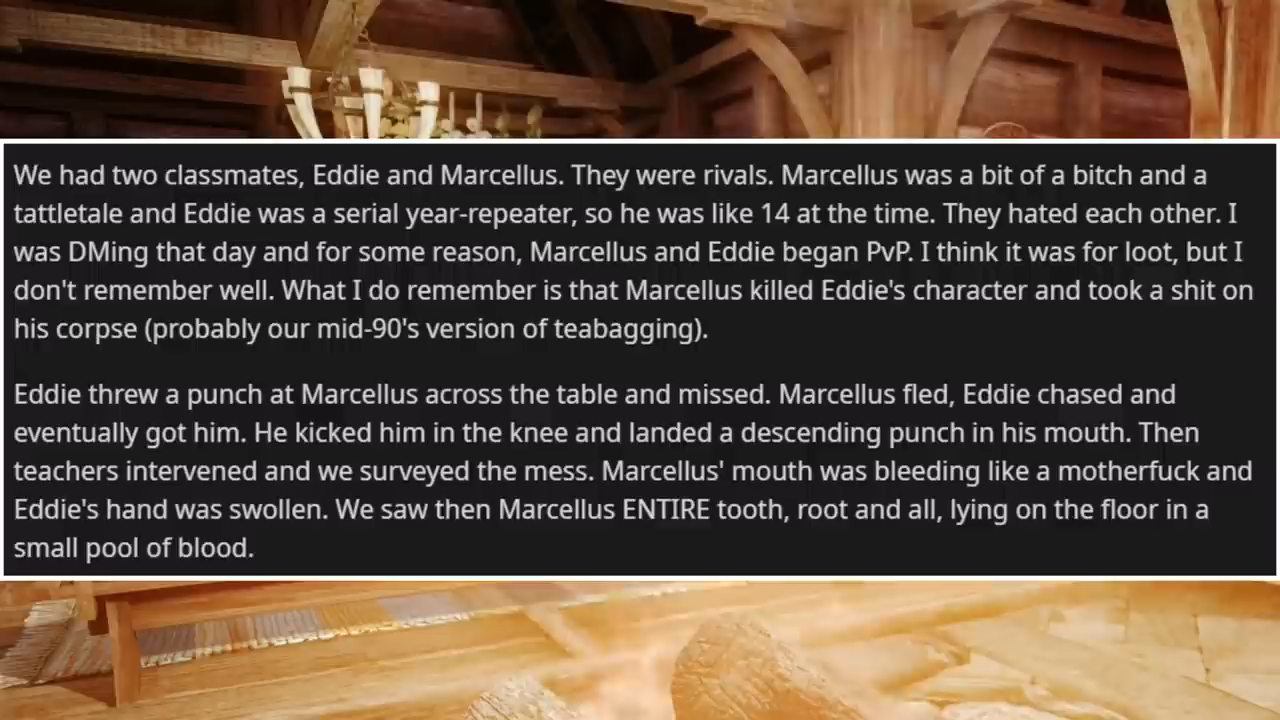 We had two classmates, Eddie and Marcellus. They were rivals. Marcellus was a bit of a bitch and a
tattletale and Eddie was a serial year-repeater, so he was like 14 at the time. They hated each other. I
was DMing that day and for some reason, Marcellus and Eddie began PvP. I think it was for loot, but I
don't remember well. What I do remember is that Marcellus killed Eddie's character and took a shit on
his corpse (probably our mid-90's version of teabagging).
Eddie threw a punch at Marcellus across the table and missed. Marcellus fled, Eddie chased and
eventually got him. He kicked him in the knee and landed a descending punch in his mouth. Then
teachers intervened and we surveyed the mess. Marcellus' mouth was bleeding like a motherfuck and
Eddie's hand was swollen. We saw then Marcellus ENTIRE tooth, root and all, lying on the floor in a
small pool of blood.